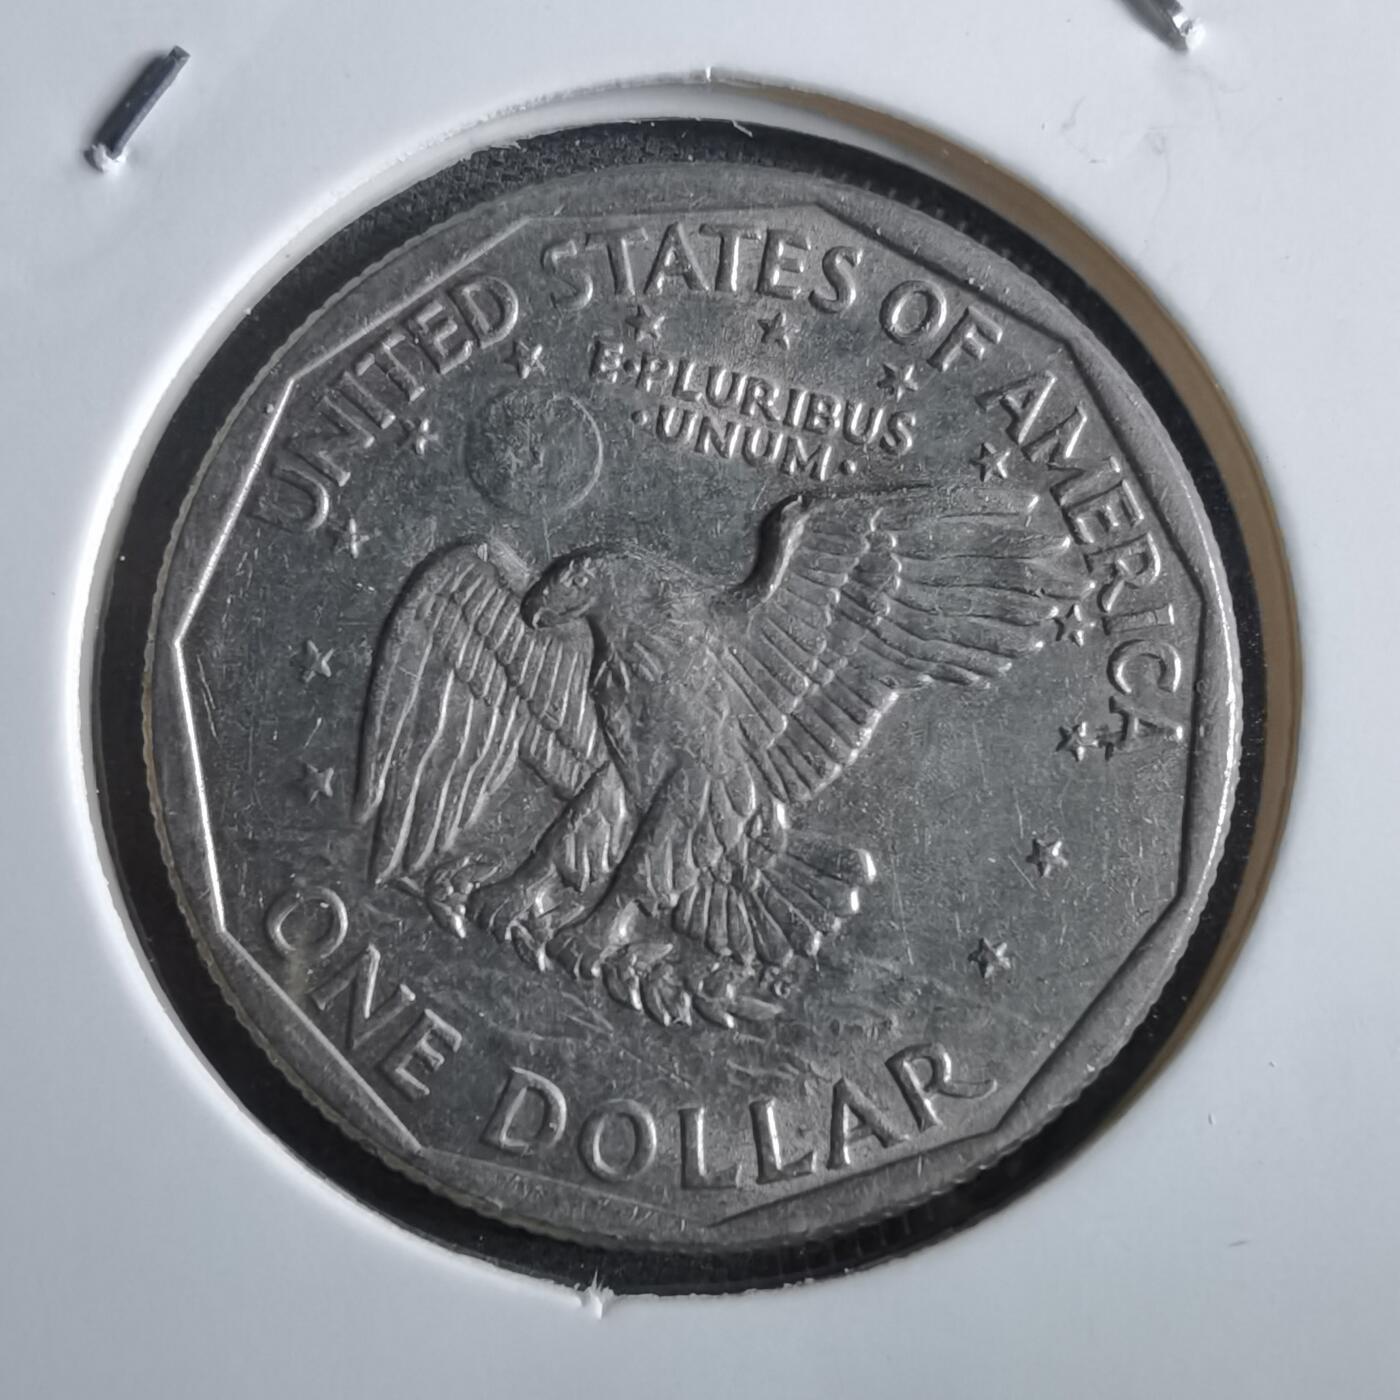 UNITED STATES OF AMERICA
E·PLURIBUS
·UNUM·
ONE DOLLAR